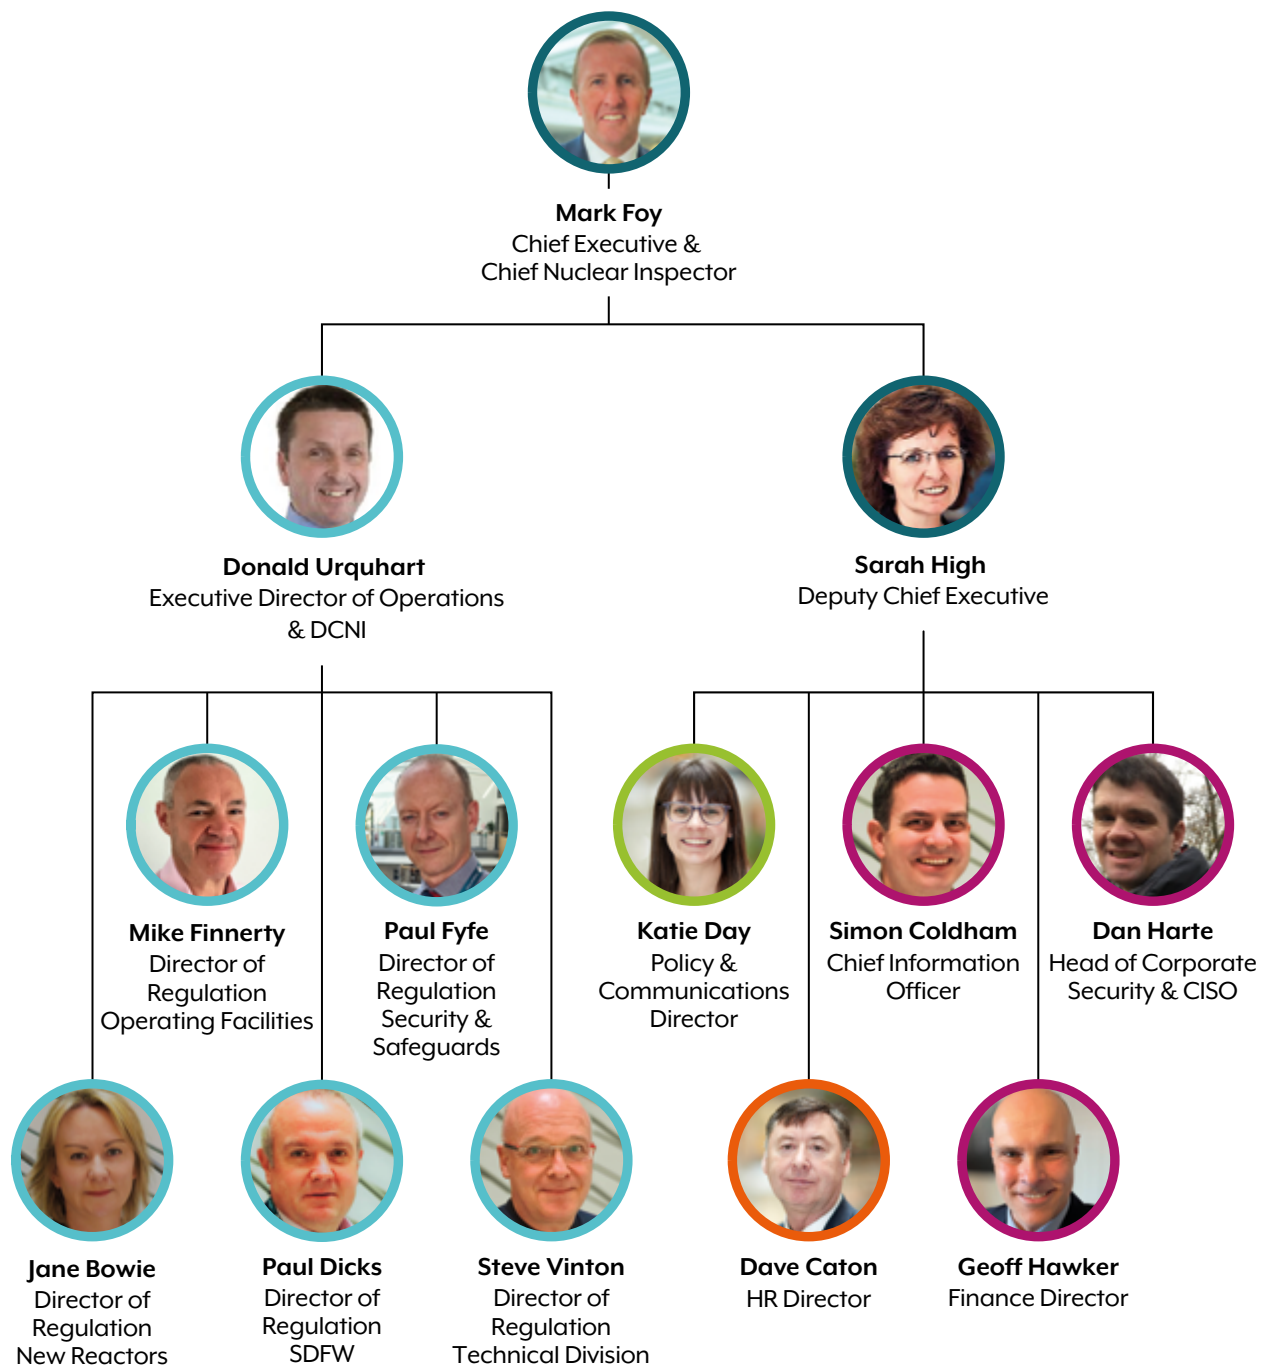 Mark Foy
Chief Executive &
Chief Nuclear Inspector
Donald Urquhart
Executive Director of Operations
& DCNI
Sarah High
Deputy Chief Executive
Mike Finnerty
Director of
Regulation
Operating Facilities
Paul Fyfe
Director of
Regulation
Security &
Safeguards
Katie Day
Policy &
Communications
Director
Simon Coldham
Chief Information
Officer
Dan Harte
Head of Corporate
Security & CISO
Jane Bowie
Director of
Regulation
New Reactors
Paul Dicks
Director of
Regulation
SDFW
Steve Vinton
Director of
Regulation
Technical Division
Dave Caton
HR Director
Geoff Hawker
Finance Director